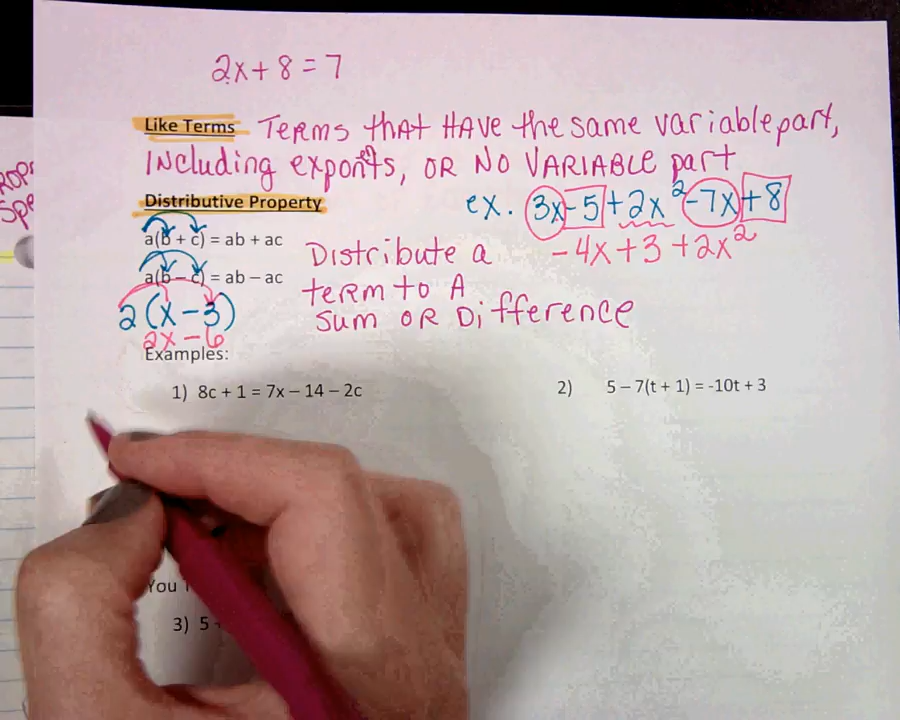 2x + 8 = 7
Like Terms Terms that have the same variable part,
Including exponents, or no variable part
Distributive Property
ex. 3x - 5 + 2x² - 7x + 8
a(b + c) = ab + ac
- 4x + 3 + 2x²
a(b – c) = ab – ac
Distribute a
term to a
sum or Difference
2(x - 3)
2x - 6
Examples:
1) 8c + 1 = 7x – 14 – 2c
2) 5 – 7(t + 1) = -10t + 3
You
3) 5